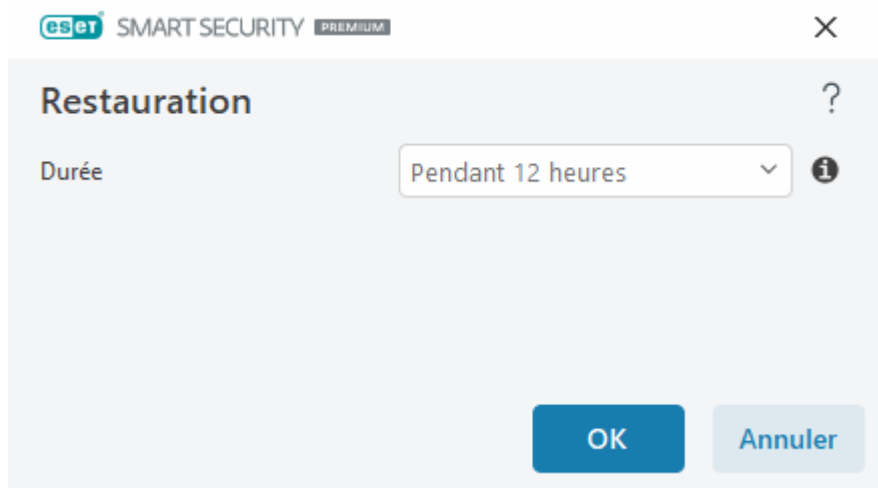 eset SMART SECURITY PREMIUM
Restauration
?
Durée
Pendant 12 heures
OK
Annuler